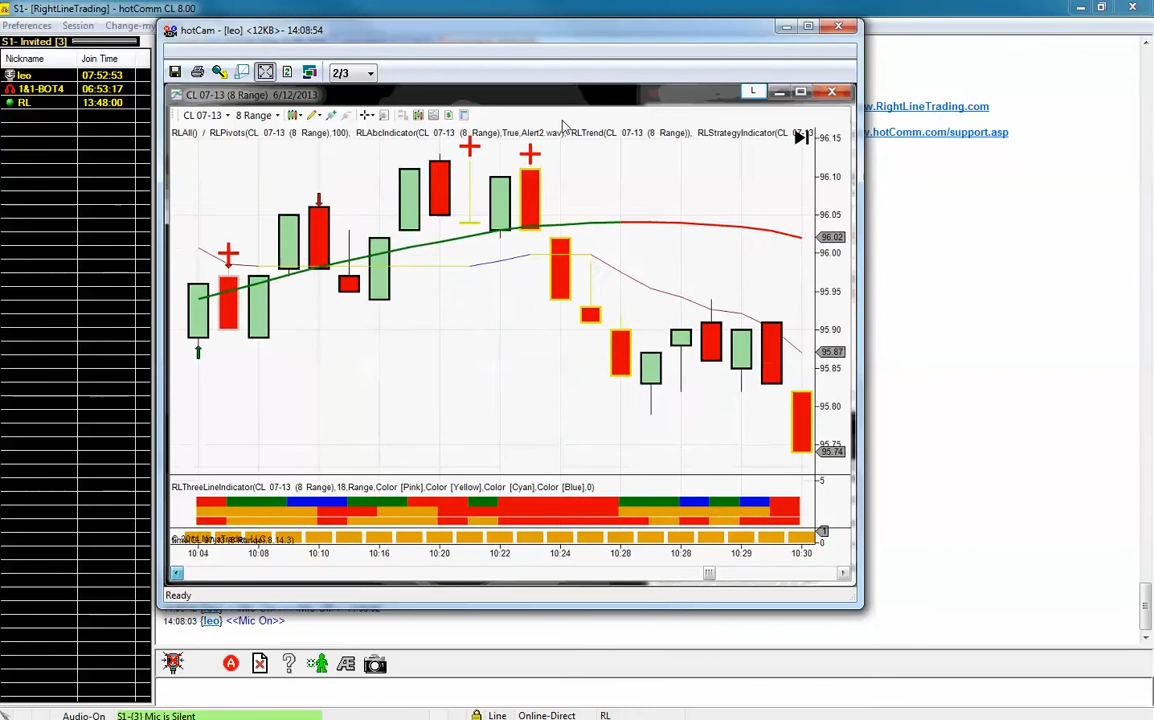 S1- [RightLineTrading] - hotComm CL 8.00
Preferences Session Change-my
S1- Invited [3]
Nickname Join Time
leo 07:52:53
1&1-BOT4 06:53:17
RL 13:48:00
hotCam - [leo] <12KB>- 14:08:54
2/3
CL 07-13 (8 Range) 6/12/2013
L
CL 07-13 8 Range
RLAll() / RLPivots(CL 07-13 (8 Range),100), RLAbcIndicator(CL 07-13 (8 Range),True,Alert2.wav), RLTrend(CL 07-13 (8 Range)), RLStrategyIndicator(CL 07-13
96.15
96.10
96.05
96.02
96.00
95.95
95.90
95.87
95.85
95.80
95.75
95.74
RLThreeLineIndicator(CL 07-13 (8 Range),18,Range,Color [Pink],Color [Yellow],Color [Cyan],Color [Blue],0)
5
1
0
10:04 10:08 10:10 10:16 10:20 10:22 10:24 10:26 10:28 10:29 10:30
Ready
w.RightLineTrading.com
w.hotComm.com/support.asp
14:08:03 {leo} <<Mic On>>
Audio-On S1-(3) Mic is Silent Line Online-Direct RL